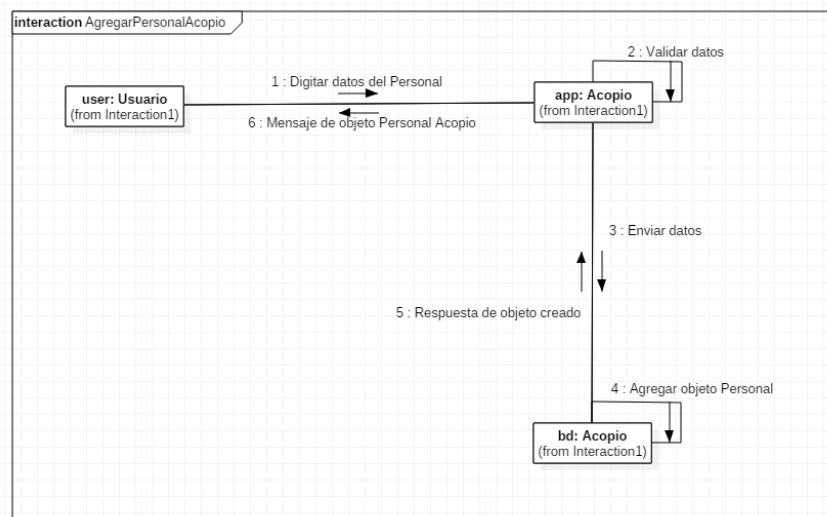 interaction AgregarPersonalAcopio
2 : Validar datos
1 : Digitar datos del Personal
user: Usuario
(from Interaction1)
app: Acopio
(from Interaction1)
6 : Mensaje de objeto Personal Acopio
3 : Enviar datos
5 : Respuesta de objeto creado
4 : Agregar objeto Personal
bd: Acopio
(from Interaction1)